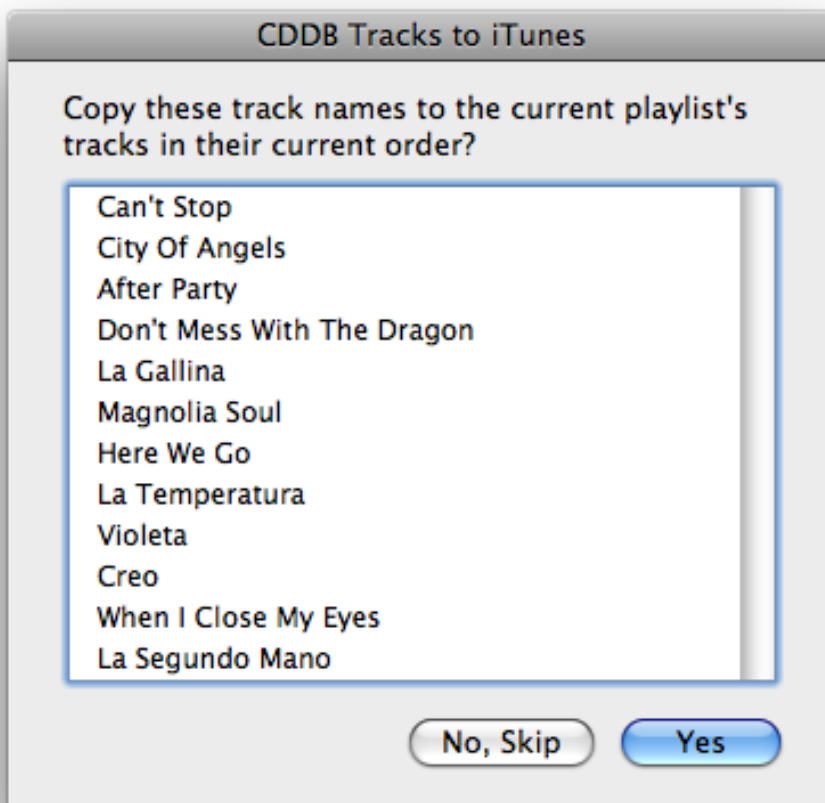 CDDB Tracks to iTunes
Copy these track names to the current playlist's
tracks in their current order?
Can't Stop
City Of Angels
After Party
Don't Mess With The Dragon
La Gallina
Magnolia Soul
Here We Go
La Temperatura
Violeta
Creo
When I Close My Eyes
La Segundo Mano
No, Skip
Yes